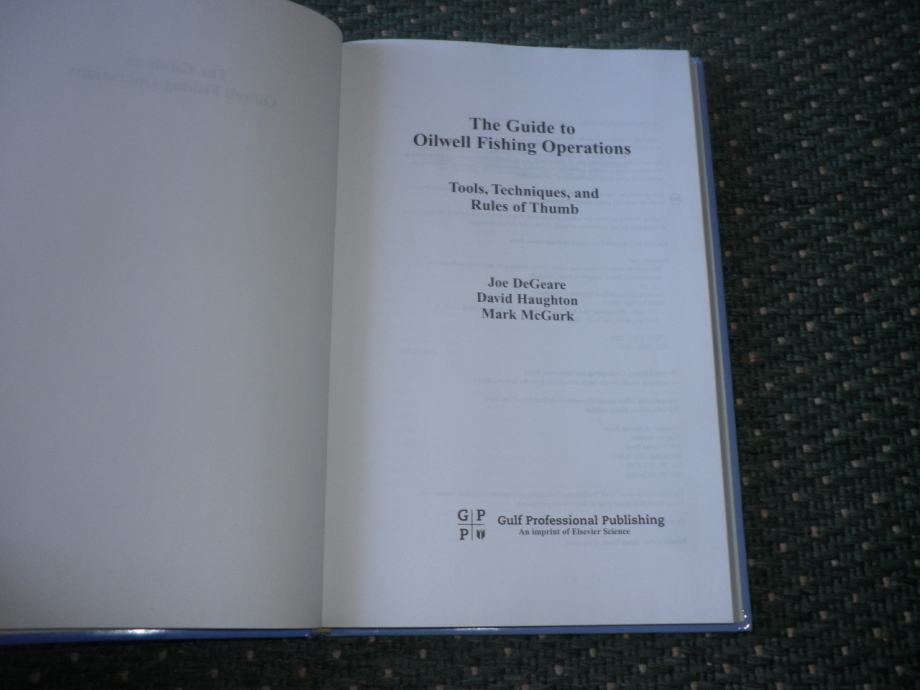 The Guide to
Oilwell Fishing Operations
Tools, Techniques, and
Rules of Thumb
Joe DeGeare
David Haughton
Mark McGurk
G P
P
Gulf Professional Publishing
An imprint of Elsevier Science